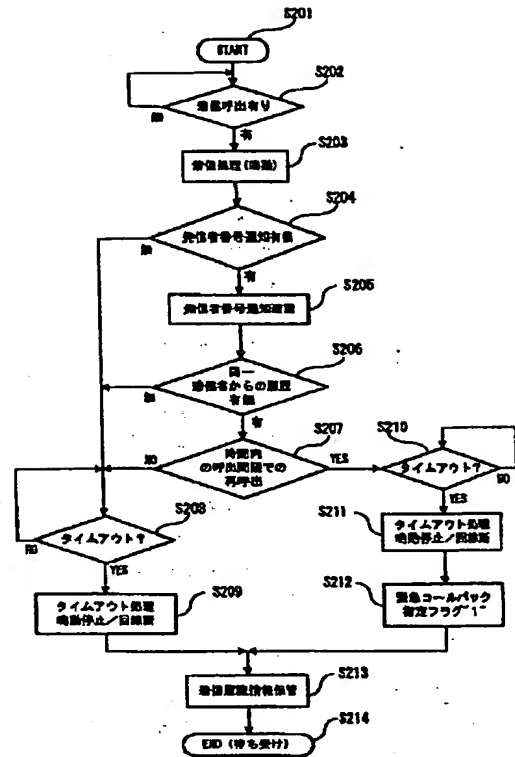 S201
START
S202
着信呼出有り
無
有
S203
着信処理(鳴動)
S204
発信者番号通知有無
無
有
S205
発信者番号通知確認
S206
同一
発信者からの履歴
有無
無
有
S207
時間内
の呼出間隔での
再呼出
NO
YES
S210
タイムアウト?
NO
YES
S208
タイムアウト?
NO
YES
S211
タイムアウト処理
鳴動停止/回線断
S209
タイムアウト処理
鳴動停止/回線断
S212
緊急コールバック
指定フラグ"1"
S213
着信履歴情報保管
S214
END (待ち受け)